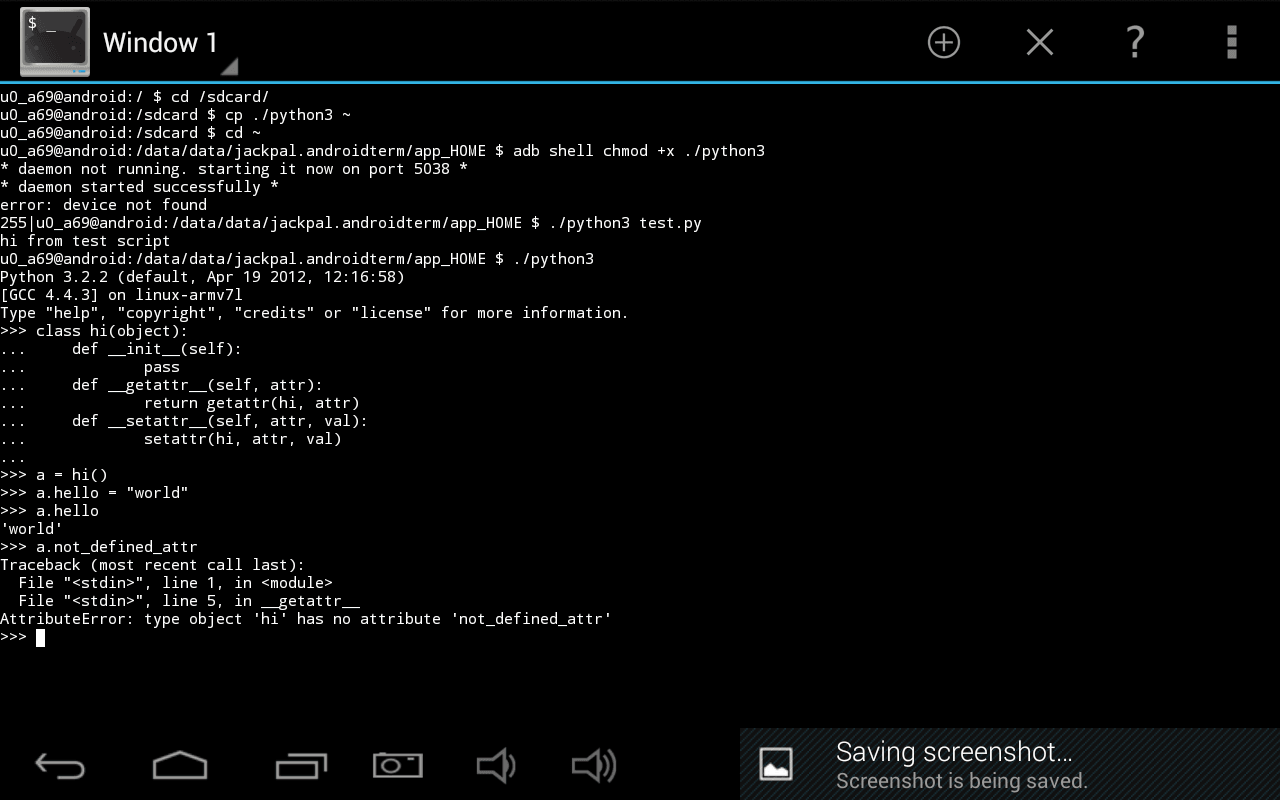 $ _
Window 1
u0_a69@android:/ $ cd /sdcard/
u0_a69@android:/sdcard $ cp ./python3 ~
u0_a69@android:/sdcard $ cd ~
u0_a69@android:/data/data/jackpal.androidterm/app_HOME $ adb shell chmod +x ./python3
* daemon not running. starting it now on port 5038 *
* daemon started successfully *
error: device not found
255|u0_a69@android:/data/data/jackpal.androidterm/app_HOME $ ./python3 test.py
hi from test script
u0_a69@android:/data/data/jackpal.androidterm/app_HOME $ ./python3
Python 3.2.2 (default, Apr 19 2012, 12:16:58)
[GCC 4.4.3] on linux-armv7l
Type "help", "copyright", "credits" or "license" for more information.
>>> class hi(object):
...     def __init__(self):
...             pass
...     def __getattr__(self, attr):
...             return getattr(hi, attr)
...     def __setattr__(self, attr, val):
...             setattr(hi, attr, val)
...
>>> a = hi()
>>> a.hello = "world"
>>> a.hello
'world'
>>> a.not_defined_attr
Traceback (most recent call last):
  File "<stdin>", line 1, in <module>
  File "<stdin>", line 5, in __getattr__
AttributeError: type object 'hi' has no attribute 'not_defined_attr'
>>>
Saving screenshot...
Screenshot is being saved.